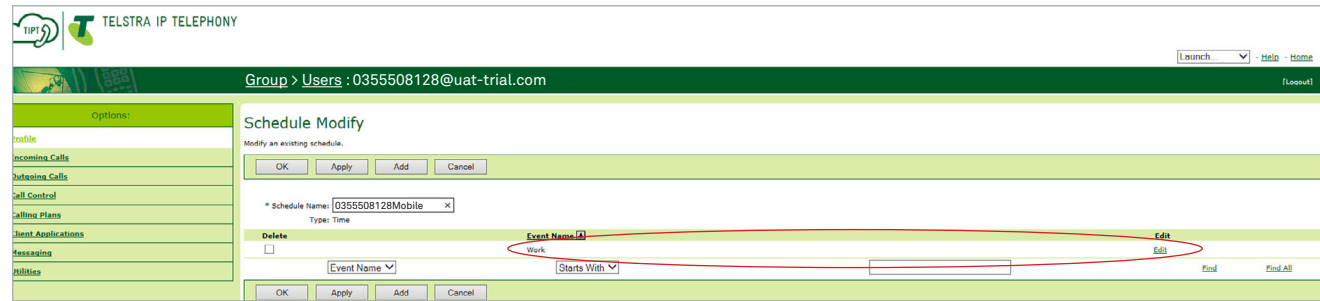 TIPT
TELSTRA IP TELEPHONY
Launch... - Help - Home
Group > Users : 0355508128@uat-trial.com [Logout]
Options:
Profile
Incoming Calls
Outgoing Calls
Call Control
Calling Plans
Client Applications
Messaging
Utilities
Schedule Modify
Modify an existing schedule.
OK Apply Add Cancel
* Schedule Name: 0355508128Mobile ×
Type: Time
Delete Event Name Edit
Work Edit
Event Name Starts With Find Find All
OK Apply Add Cancel